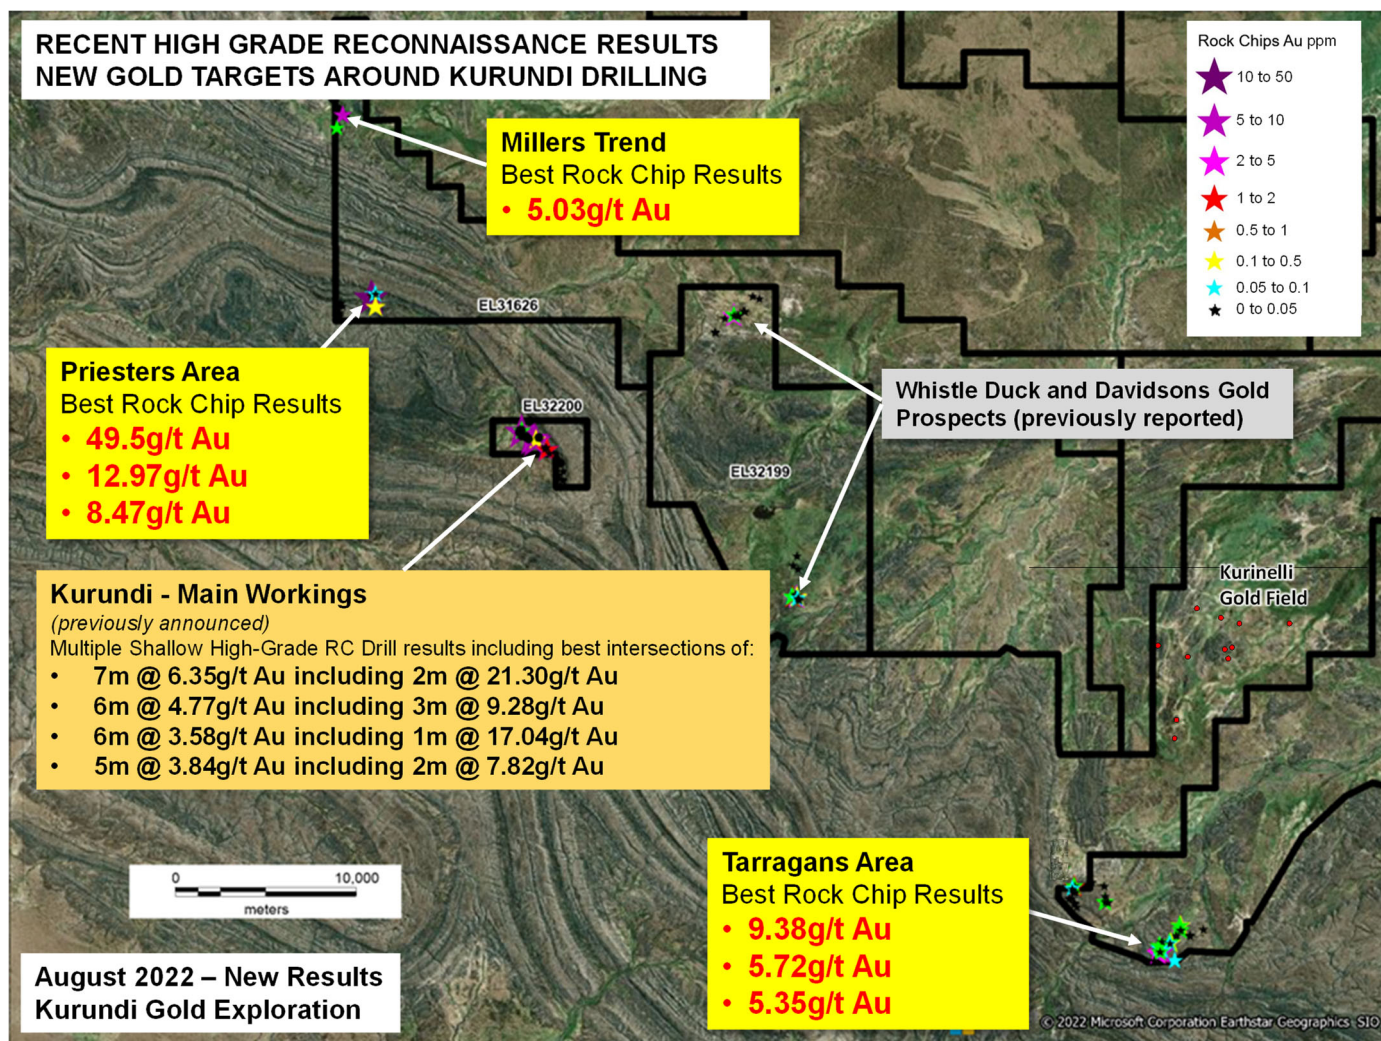 RECENT HIGH GRADE RECONNAISSANCE RESULTS
NEW GOLD TARGETS AROUND KURUNDI DRILLING
Rock Chips Au ppm
10 to 50
5 to 10
2 to 5
1 to 2
0.5 to 1
0.1 to 0.5
0.05 to 0.1
0 to 0.05
Millers Trend
Best Rock Chip Results
• 5.03g/t Au
EL31626
Priesters Area
Best Rock Chip Results
• 49.5g/t Au
• 12.97g/t Au
• 8.47g/t Au
EL32200
Whistle Duck and Davidsons Gold
Prospects (previously reported)
EL32199
Kurinelli
Gold Field
Kurundi - Main Workings
(previously announced)
Multiple Shallow High-Grade RC Drill results including best intersections of:
• 7m @ 6.35g/t Au including 2m @ 21.30g/t Au
• 6m @ 4.77g/t Au including 3m @ 9.28g/t Au
• 6m @ 3.58g/t Au including 1m @ 17.04g/t Au
• 5m @ 3.84g/t Au including 2m @ 7.82g/t Au
0 10,000
meters
Tarragans Area
Best Rock Chip Results
• 9.38g/t Au
• 5.72g/t Au
• 5.35g/t Au
August 2022 – New Results
Kurundi Gold Exploration
© 2022 Microsoft Corporation Earthstar Geographics SIO